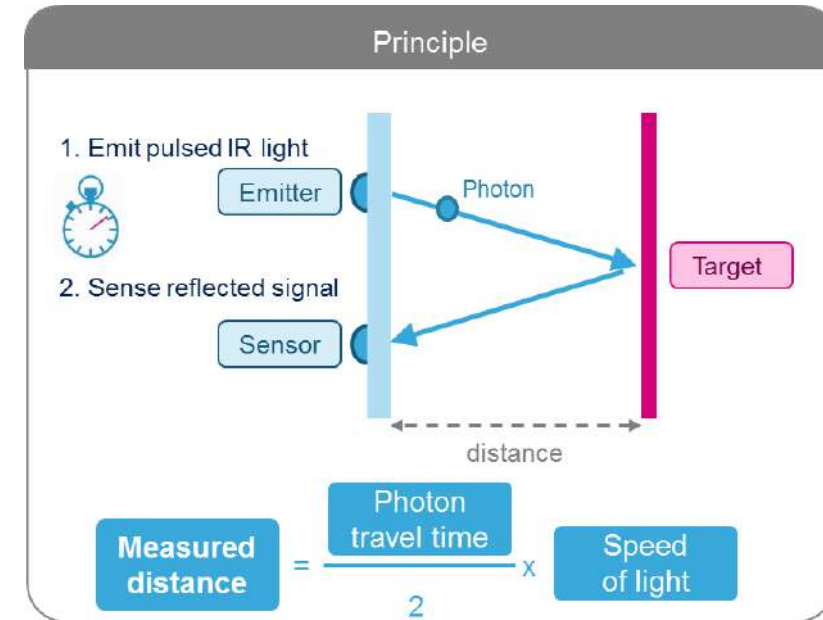 Principle
1. Emit pulsed IR light
Emitter
Photon
Target
2. Sense reflected signal
Sensor
distance
Measured
distance
=
Photon
travel time
2
x
Speed
of light